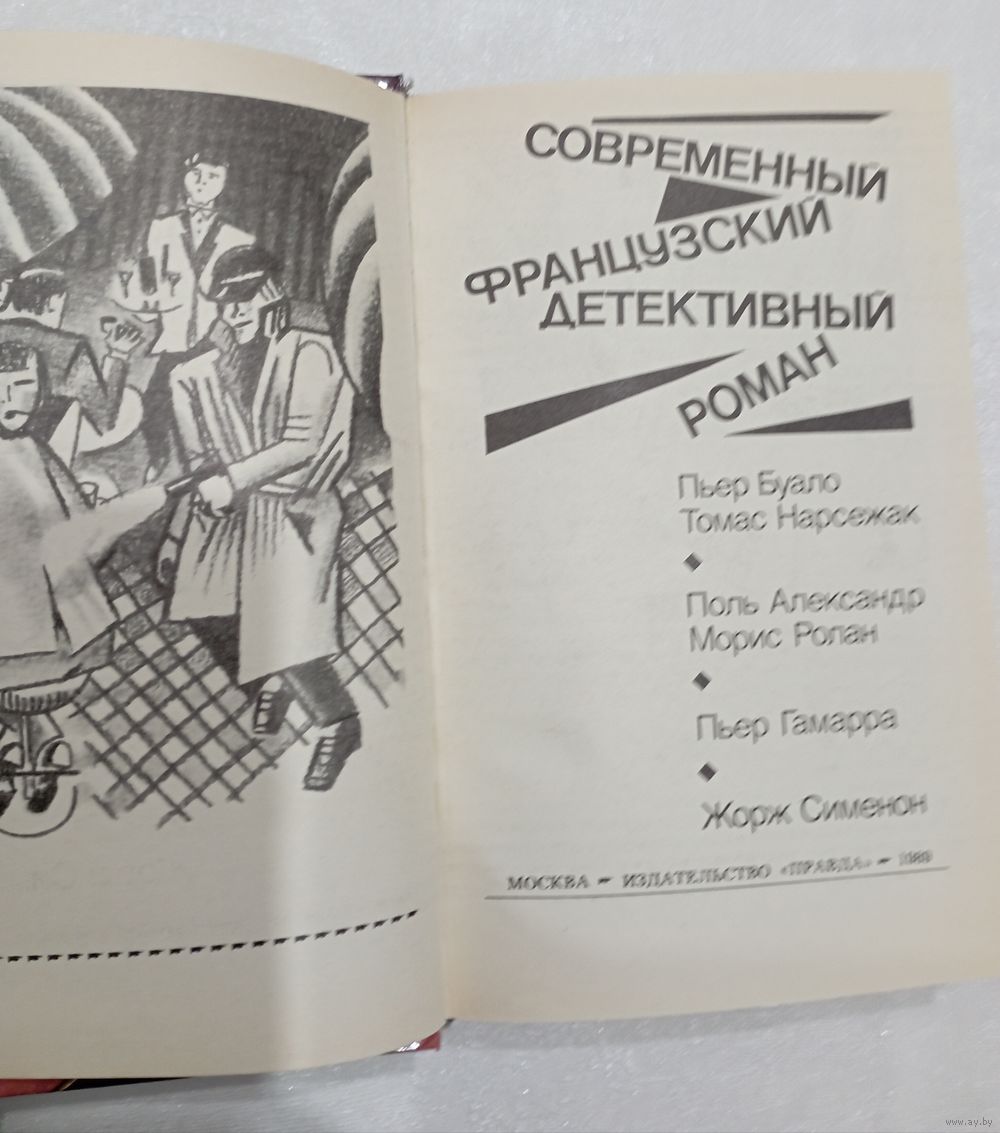 СОВРЕМЕННЫЙ
ФРАНЦУЗСКИЙ
ДЕТЕКТИВНЫЙ
РОМАН
Пьер Буало
Томас Нарсежак
Поль Александр
Морис Ролан
Пьер Гамарра
Жорж Сименон
МОСКВА – ИЗДАТЕЛЬСТВО «ПРАВДА» – 1989
www.ay.by